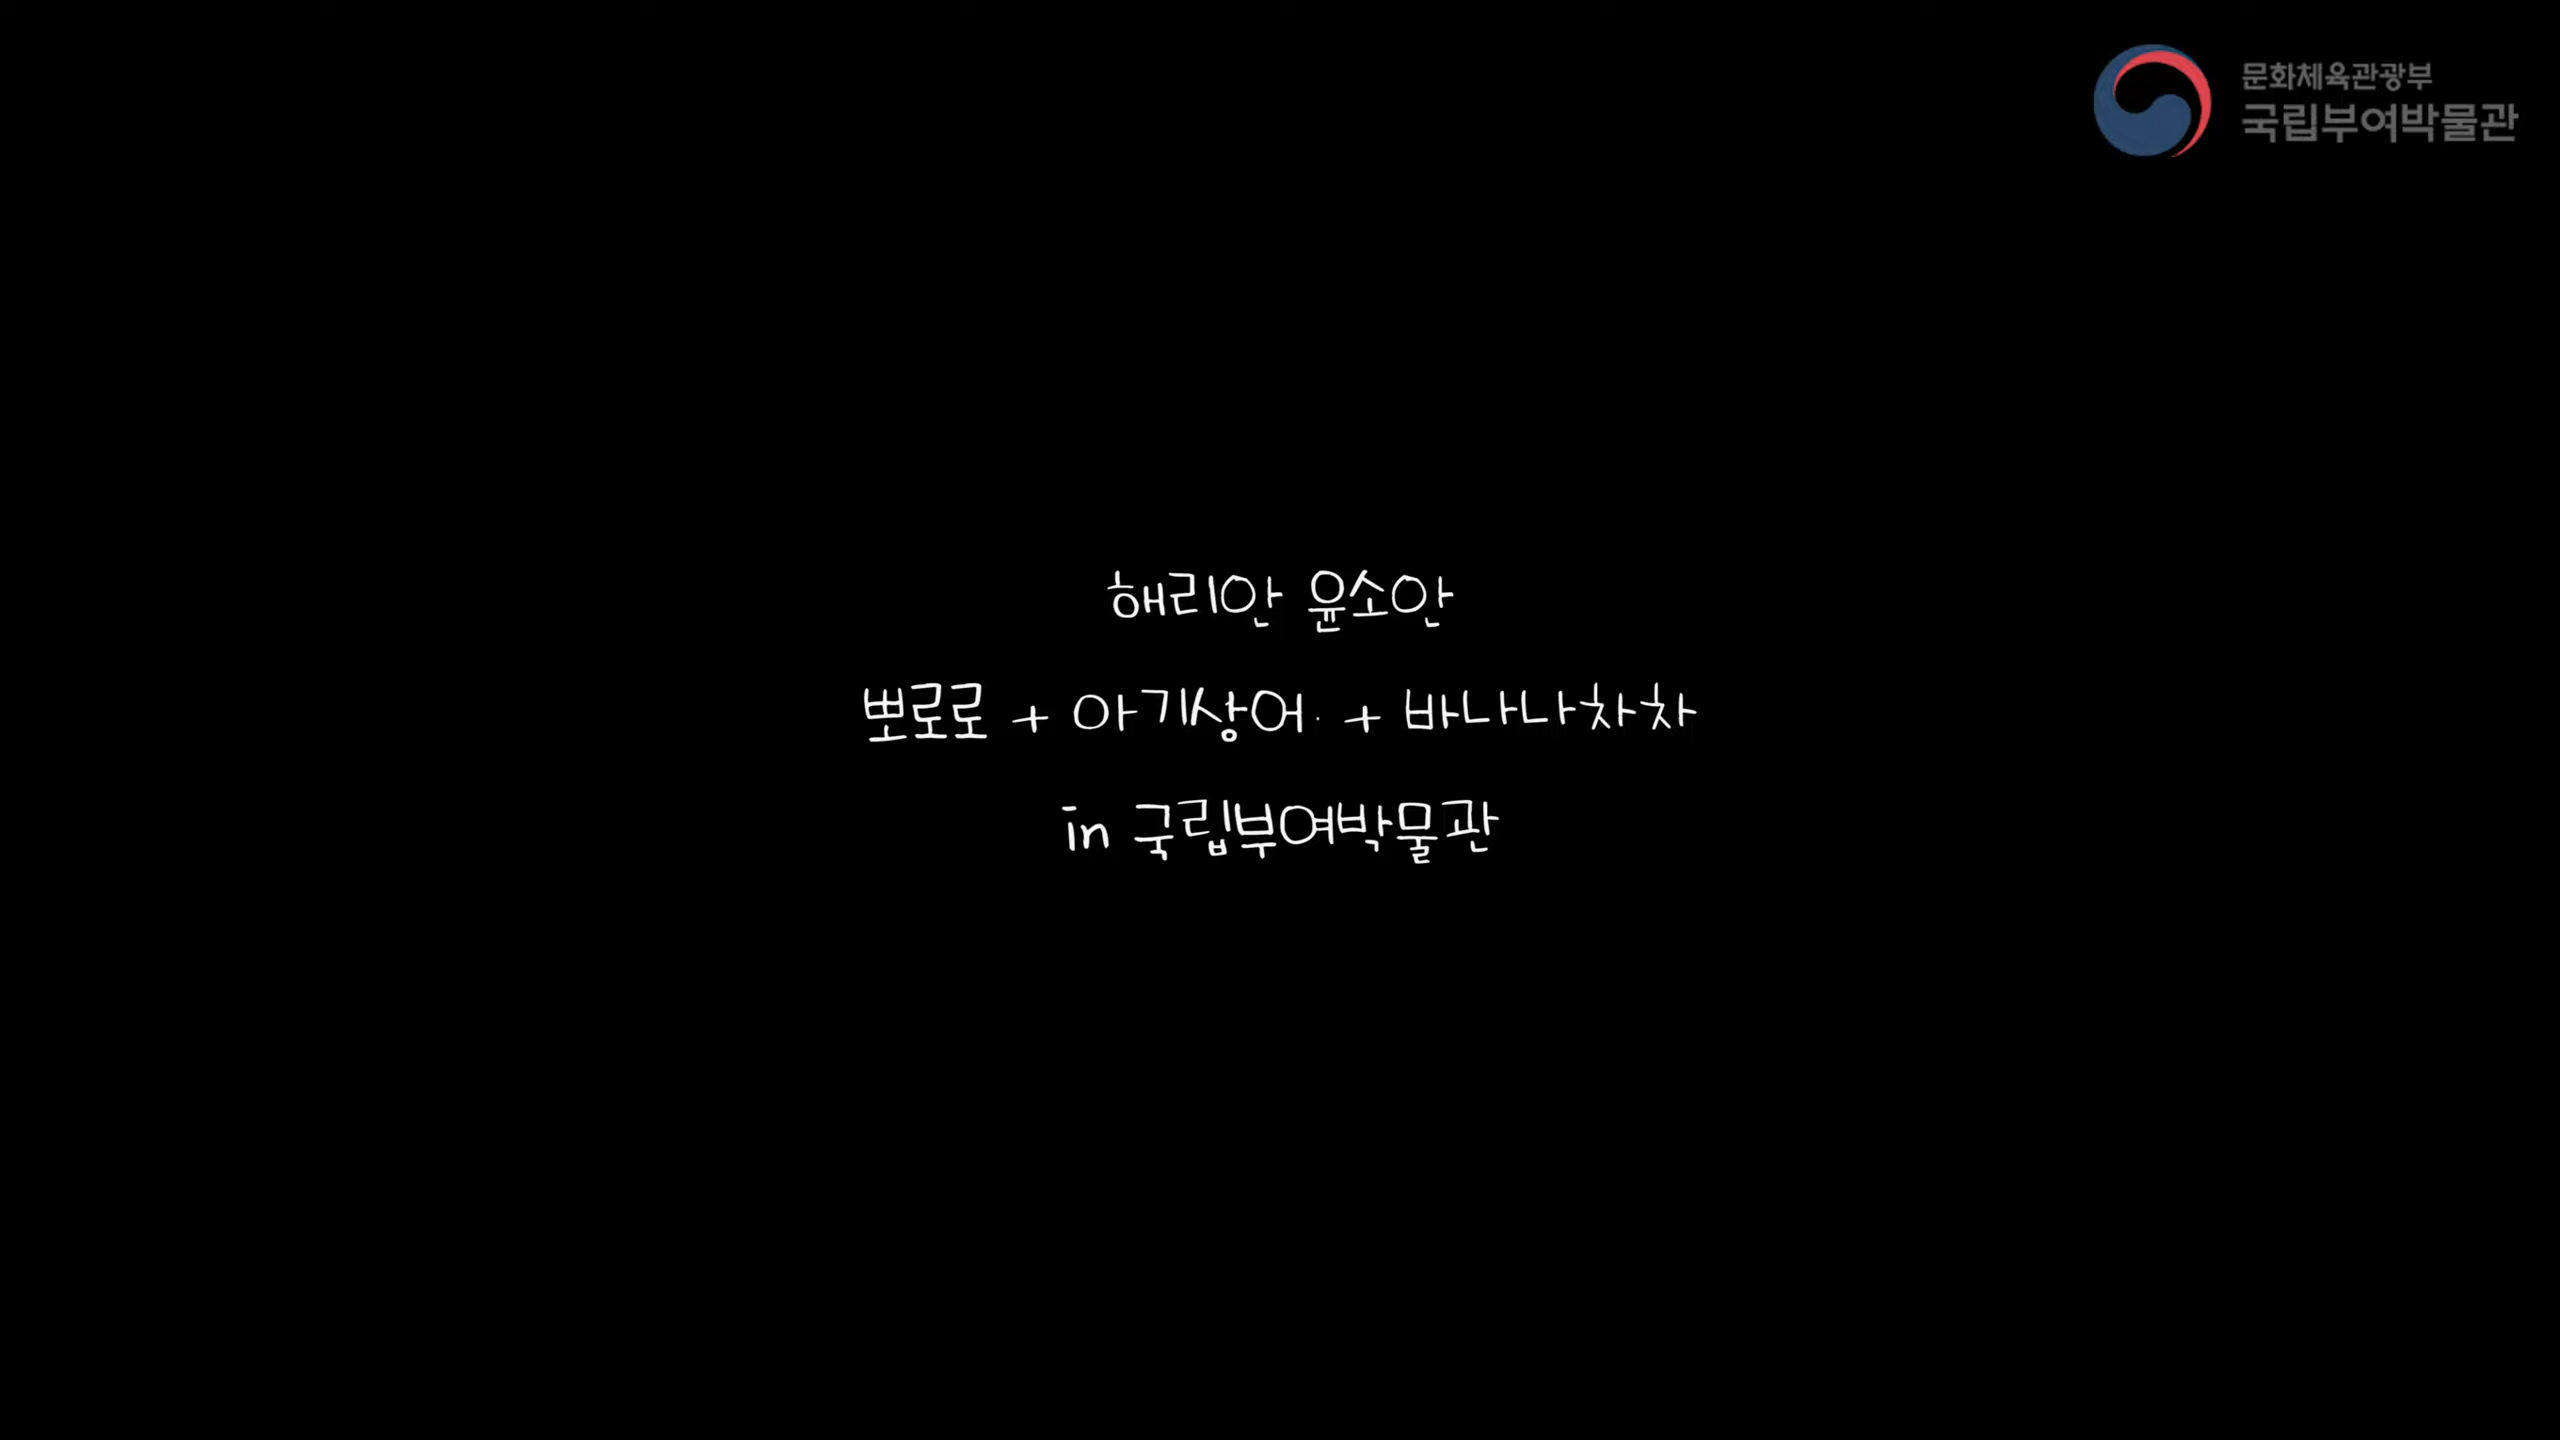 문화체육관광부
국립부여박물관
해리안 윤소안
뽀로로 + 아기상어 + 바나나차차
in 국립부여박물관